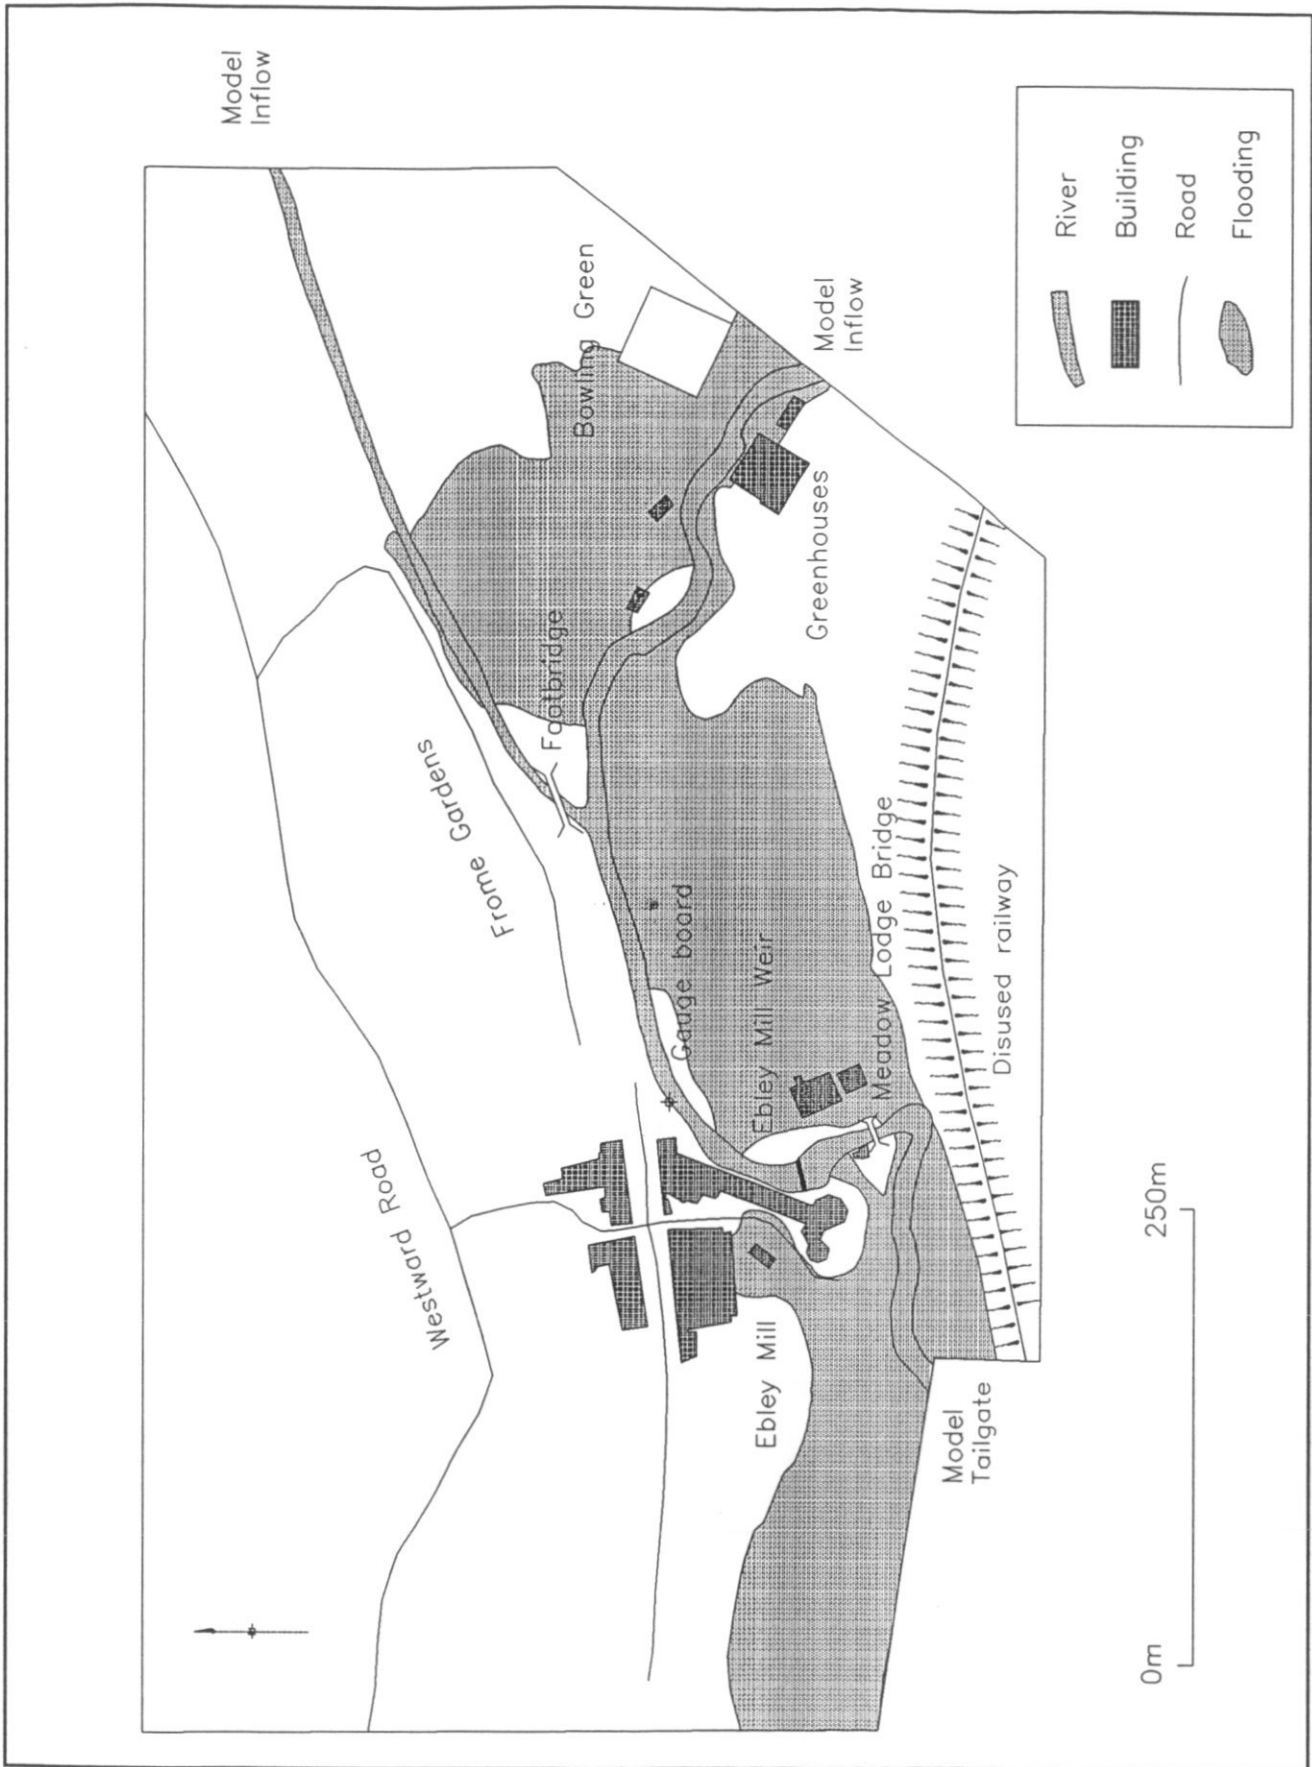 Model
Inflow
Bowling Green
Model
Inflow
Footbridge
Greenhouses
Frome Gardens
Gauge board
Ebley Mill Weir
Meadow Lodge Bridge
Disused railway
Westward Road
Ebley Mill
Model
Tailgate
0m
250m
River
Building
Road
Flooding